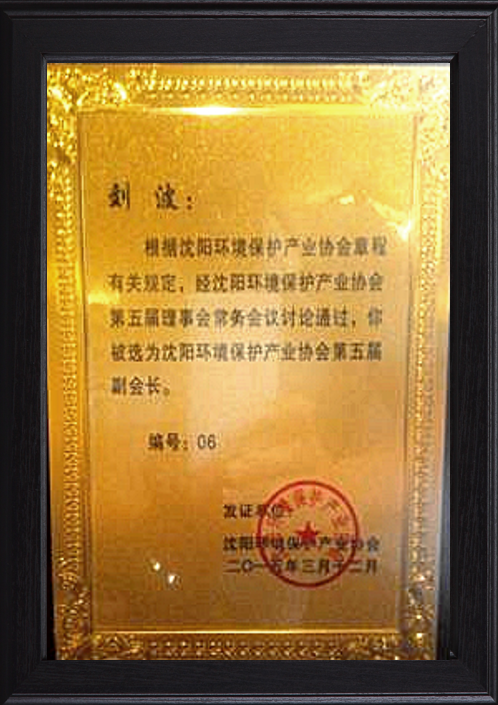 刘 波：
根据沈阳环境保护产业协会章程
有关规定，经沈阳环境保护产业协会
第五届理事会常务会议讨论通过，你
被选为沈阳环境保护产业协会第五届
副会长。
编号：06
发证单位：
沈阳环境保护产业协会
二〇一五年三月十二月